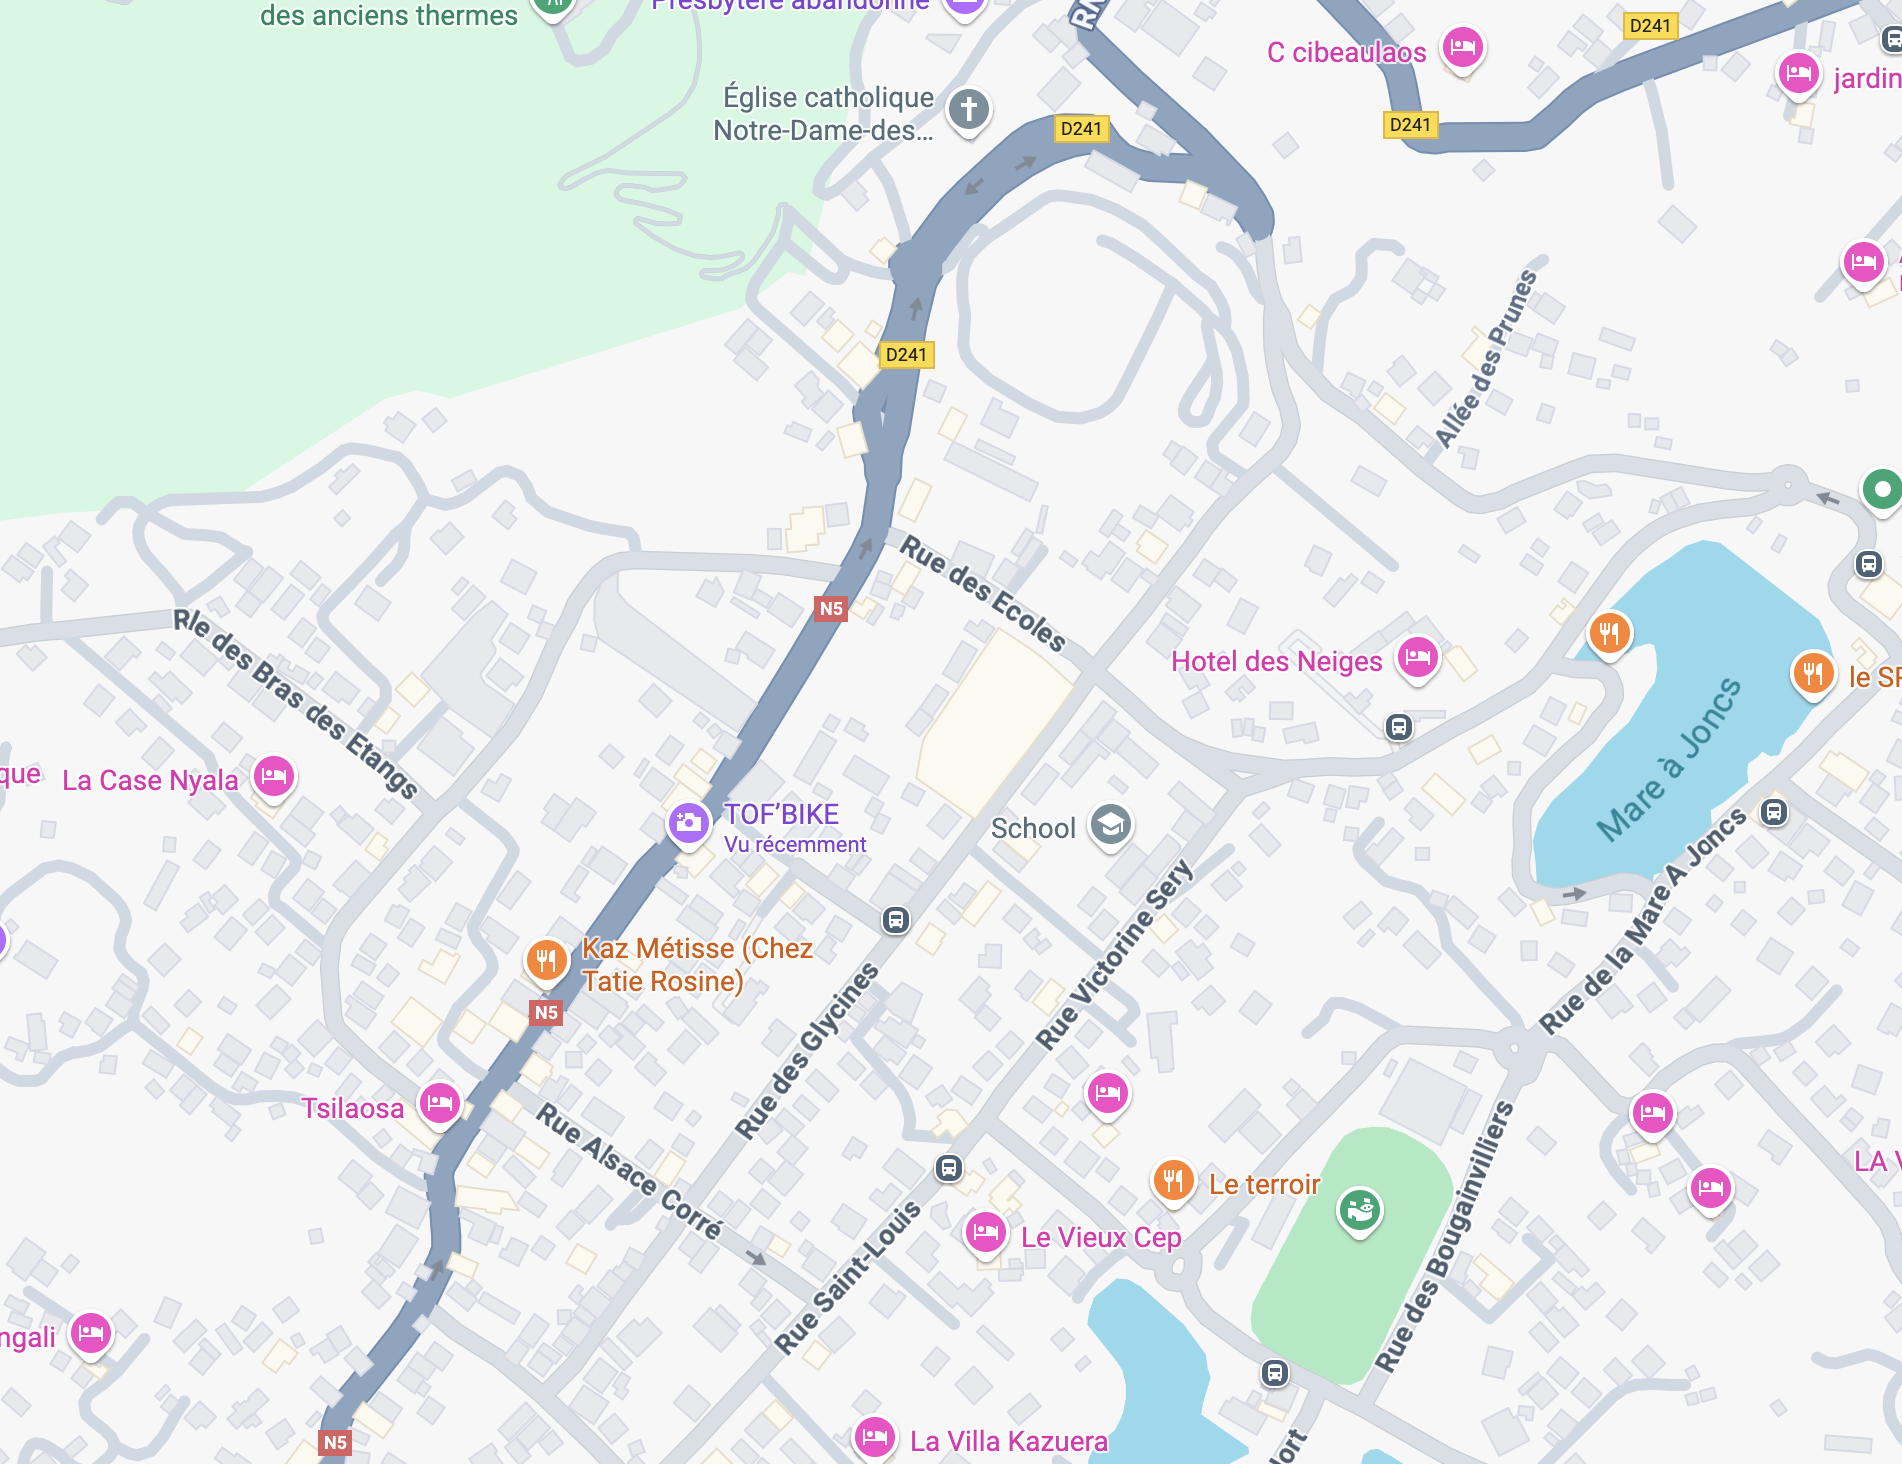 des anciens thermes
Presbytère abandonné
RN
C cibeaulaos
D241
jardin
Église catholique
Notre-Dame-des...
D241
D241
Allée des Prunes
D241
Rue des Ecoles
N5
Rle des Bras des Etangs
Hotel des Neiges
le SP
Mare à Joncs
que
La Case Nyala
TOF'BIKE
Vu récemment
School
Rue Victorine Sery
Rue de la Mare A Joncs
Kaz Métisse (Chez
Tatie Rosine)
N5
Rue des Glycines
Tsilaosa
Rue Alsace Corré
Le terroir
Rue des Bougainvilliers
LA V
Le Vieux Cep
Rue Saint-Louis
ngali
N5
La Villa Kazuera